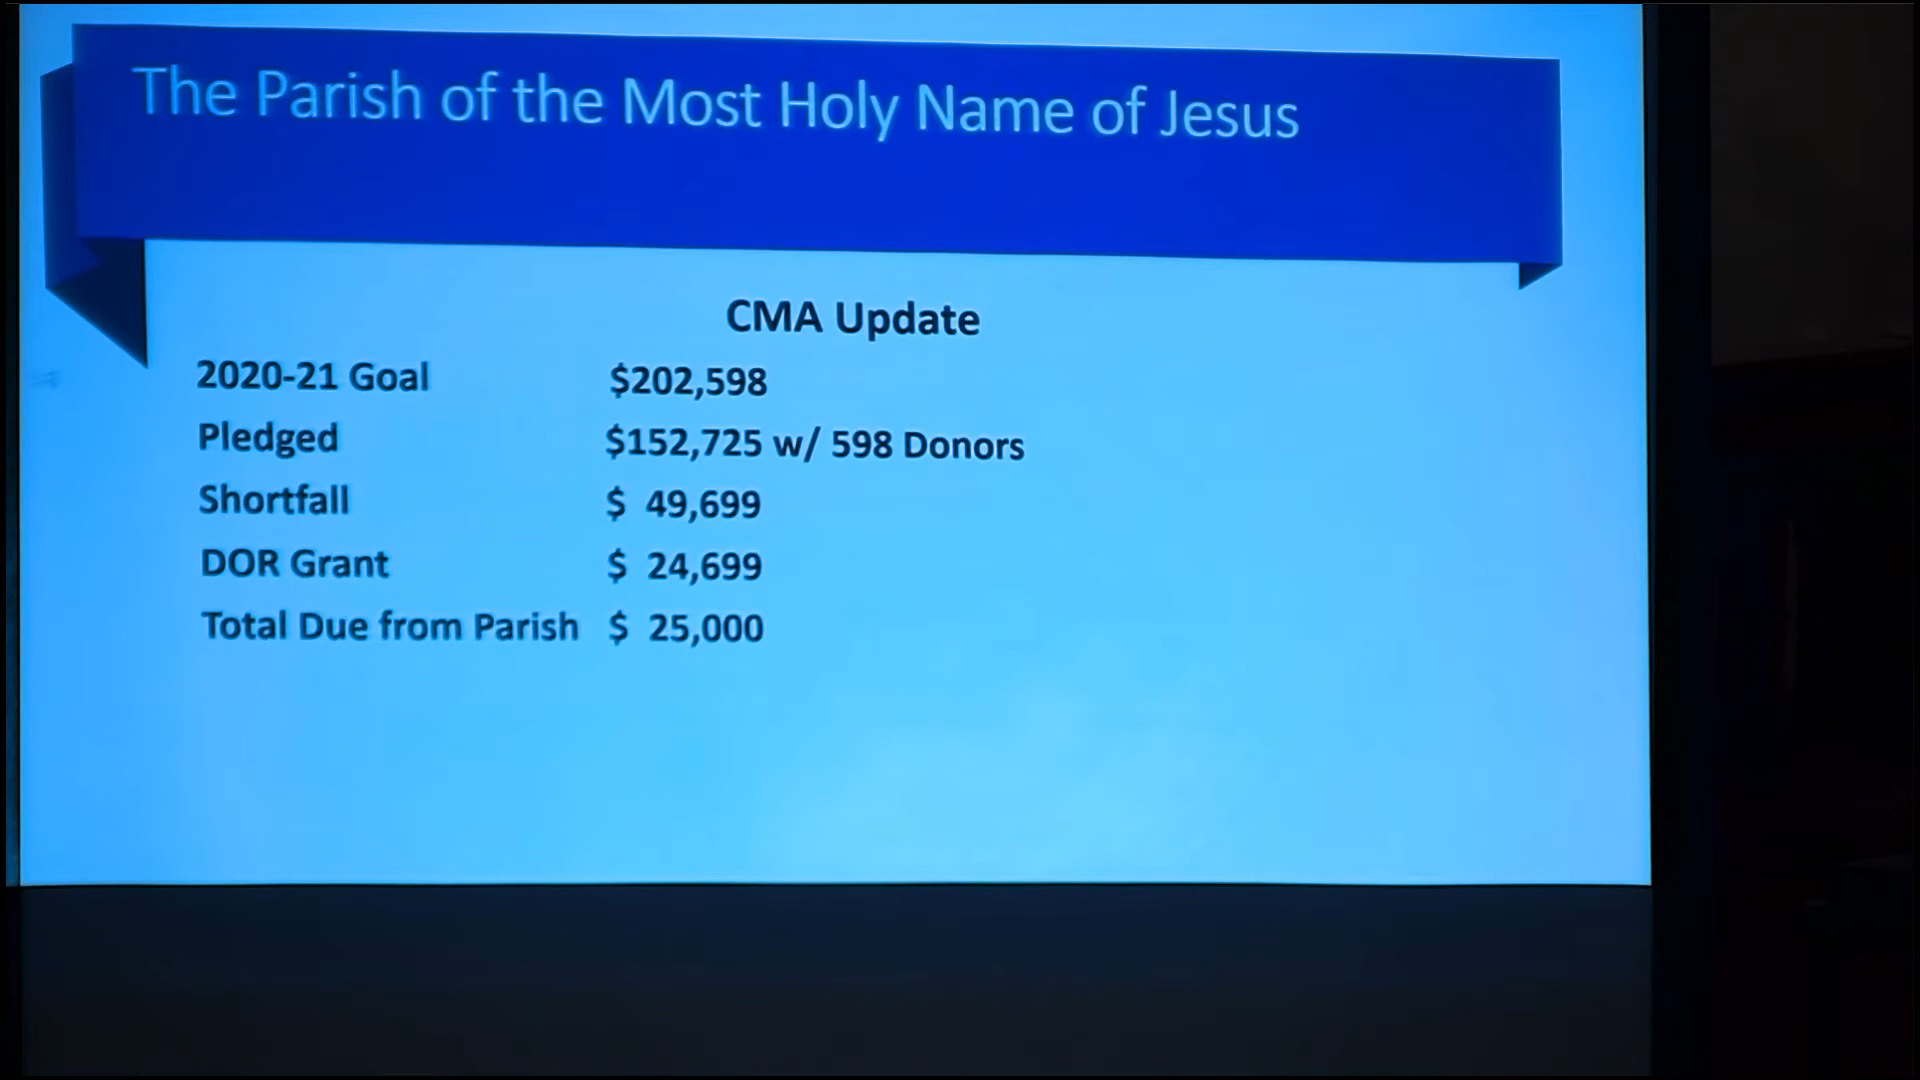 The Parish of the Most Holy Name of Jesus
CMA Update
2020-21 Goal $202,598
Pledged $152,725 w/ 598 Donors
Shortfall $ 49,699
DOR Grant $ 24,699
Total Due from Parish $ 25,000